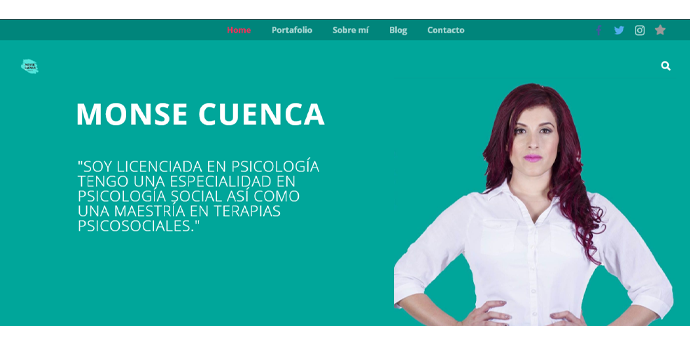 Home Portafolio Sobre mí Blog Contacto
MONSE CUENCA
"SOY LICENCIADA EN PSICOLOGÍA
TENGO UNA ESPECIALIDAD EN
PSICOLOGÍA SOCIAL ASÍ COMO
UNA MAESTRÍA EN TERAPIAS
PSICOSOCIALES."